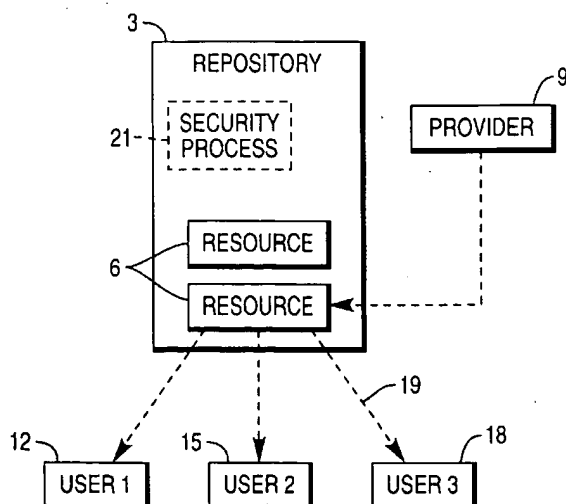 3
REPOSITORY
9
21
SECURITY
PROCESS
PROVIDER
6
RESOURCE
RESOURCE
19
12
15
18
USER 1
USER 2
USER 3